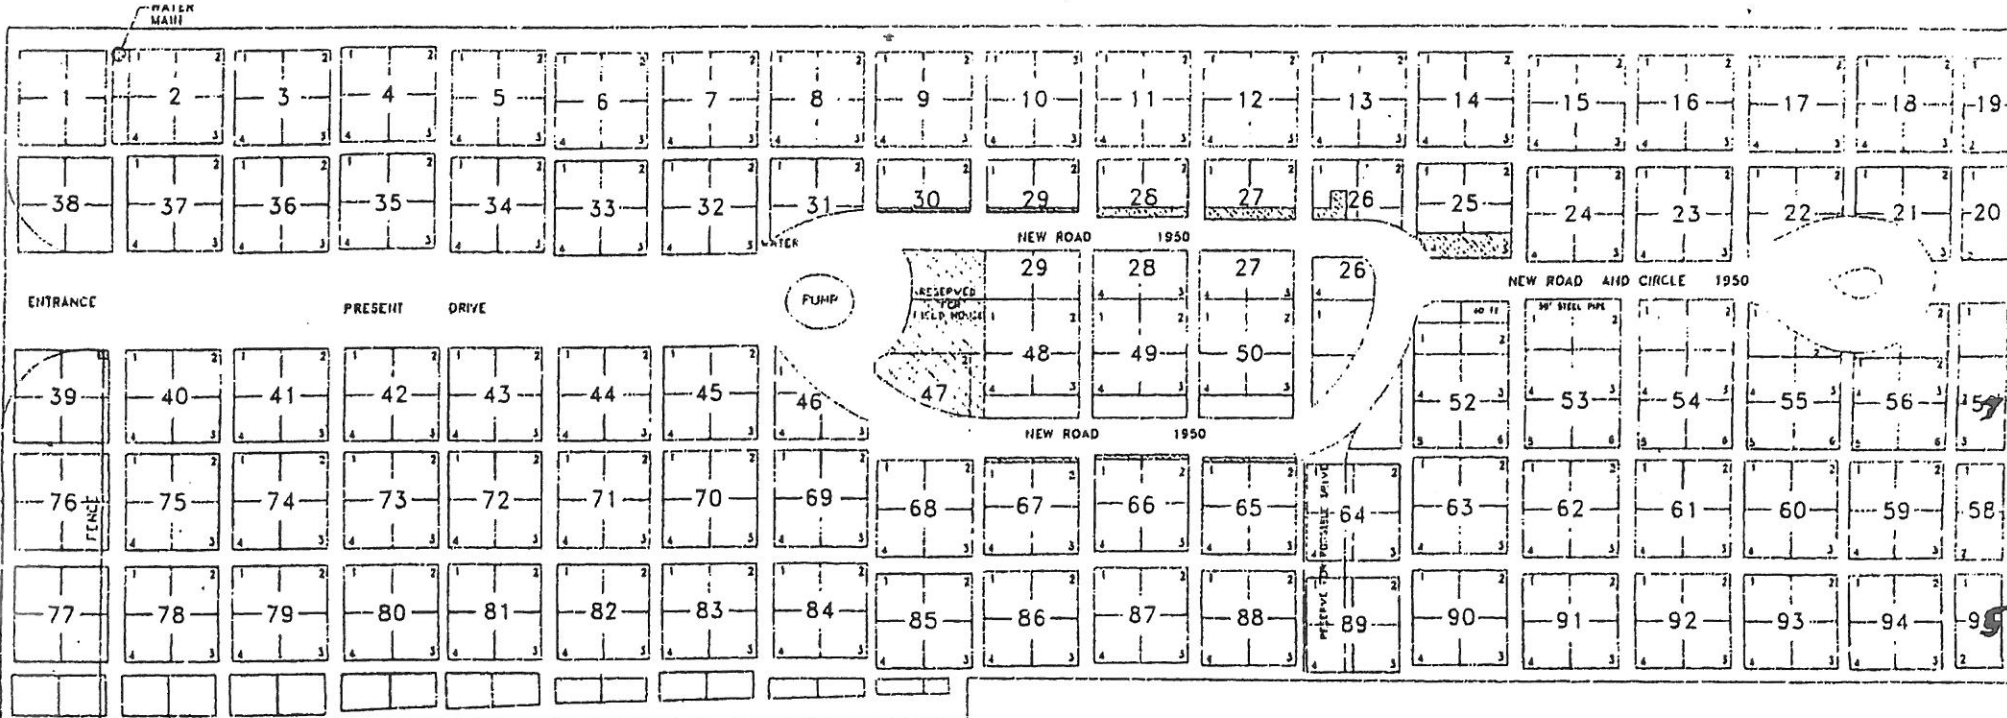 WATER
MAIN
1 2 3 4 5 6 7 8 9 10 11 12 13 14 15 16 17 18 19
38 37 36 35 34 33 32 31 30 29 28 27 26 25 24 23 22 21 20
WATER
NEW ROAD 1950
ENTRANCE
PRESENT DRIVE
PUMP
RESERVED
FOR
FIELD HOUSE
29 28 27 26
NEW ROAD AND CIRCLE 1950
60 FT
STEEL PIPE
48 49 50
39 40 41 42 43 44 45 46 47 52 53 54 55 56
NEW ROAD 1950
76 75 74 73 72 71 70 69 68 67 66 65 64 63 62 61 60 59 58
FENCE
RESERVE FOR POSSIBLE DRIVE
77 78 79 80 81 82 83 84 85 86 87 88 89 90 91 92 93 94